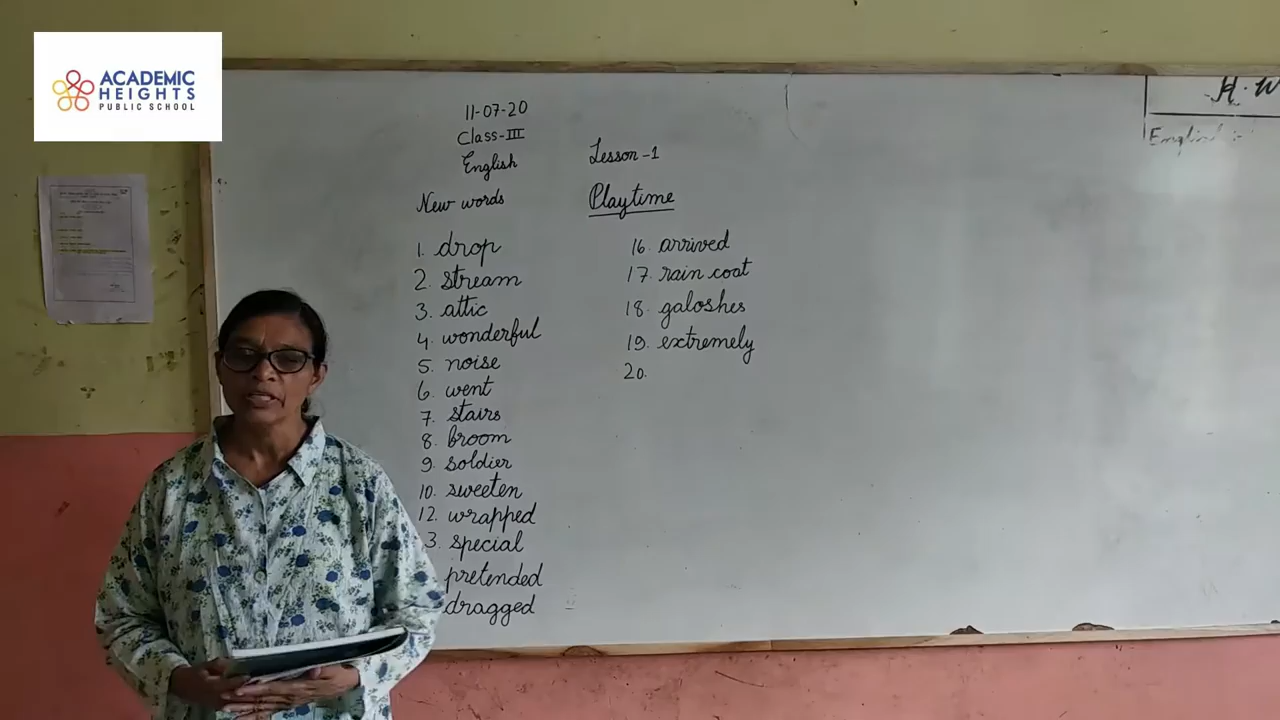 ACADEMIC
HEIGHTS
PUBLIC SCHOOL
11-07-20
Class-III
English
Lesson-1
New words
Playtime
1. drop
2. stream
3. attic
4. wonderful
5. noise
6. went
7. stairs
8. broom
9. soldier
10. sweeten
12. wrapped
3. special
pretended
dragged
16. arrived
17. rain coat
18. galoshes
19. extremely
20.
H.W
English :-